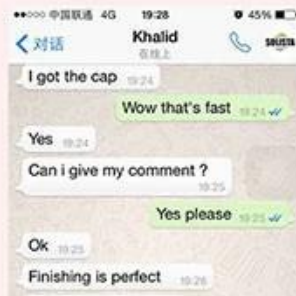 中国联通 4G 19:28 45%
对话 Khalid
在线上
I got the cap 19:24
Wow that's fast 19:24
Yes 19:24
Can i give my comment ?
19:25
Yes please 19:25
Ok 19:25
Finishing is perfect 19:26